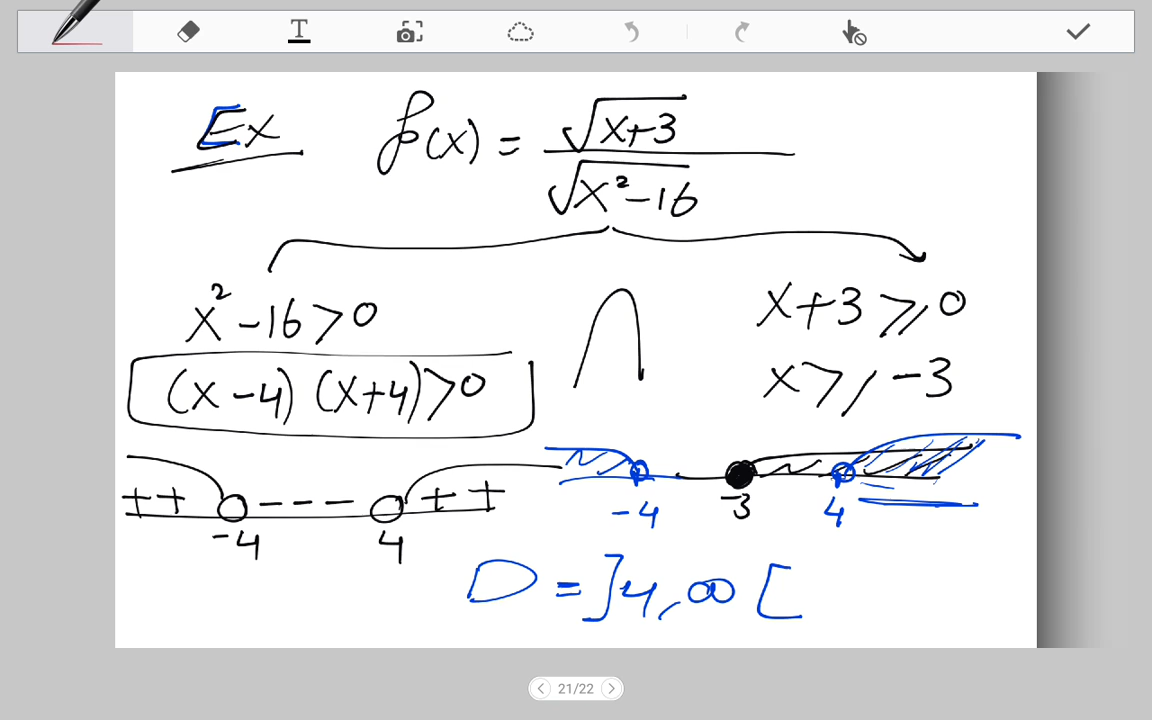 Ex f(x) = √(x+3) / √(x²-16)
x²-16>0
x+3 ⩾ 0
(x-4) (x+4)>0
x ⩾ -3
++ --- ++
-4 4
-4 -3 4
D = ]4,∞[
21/22
T